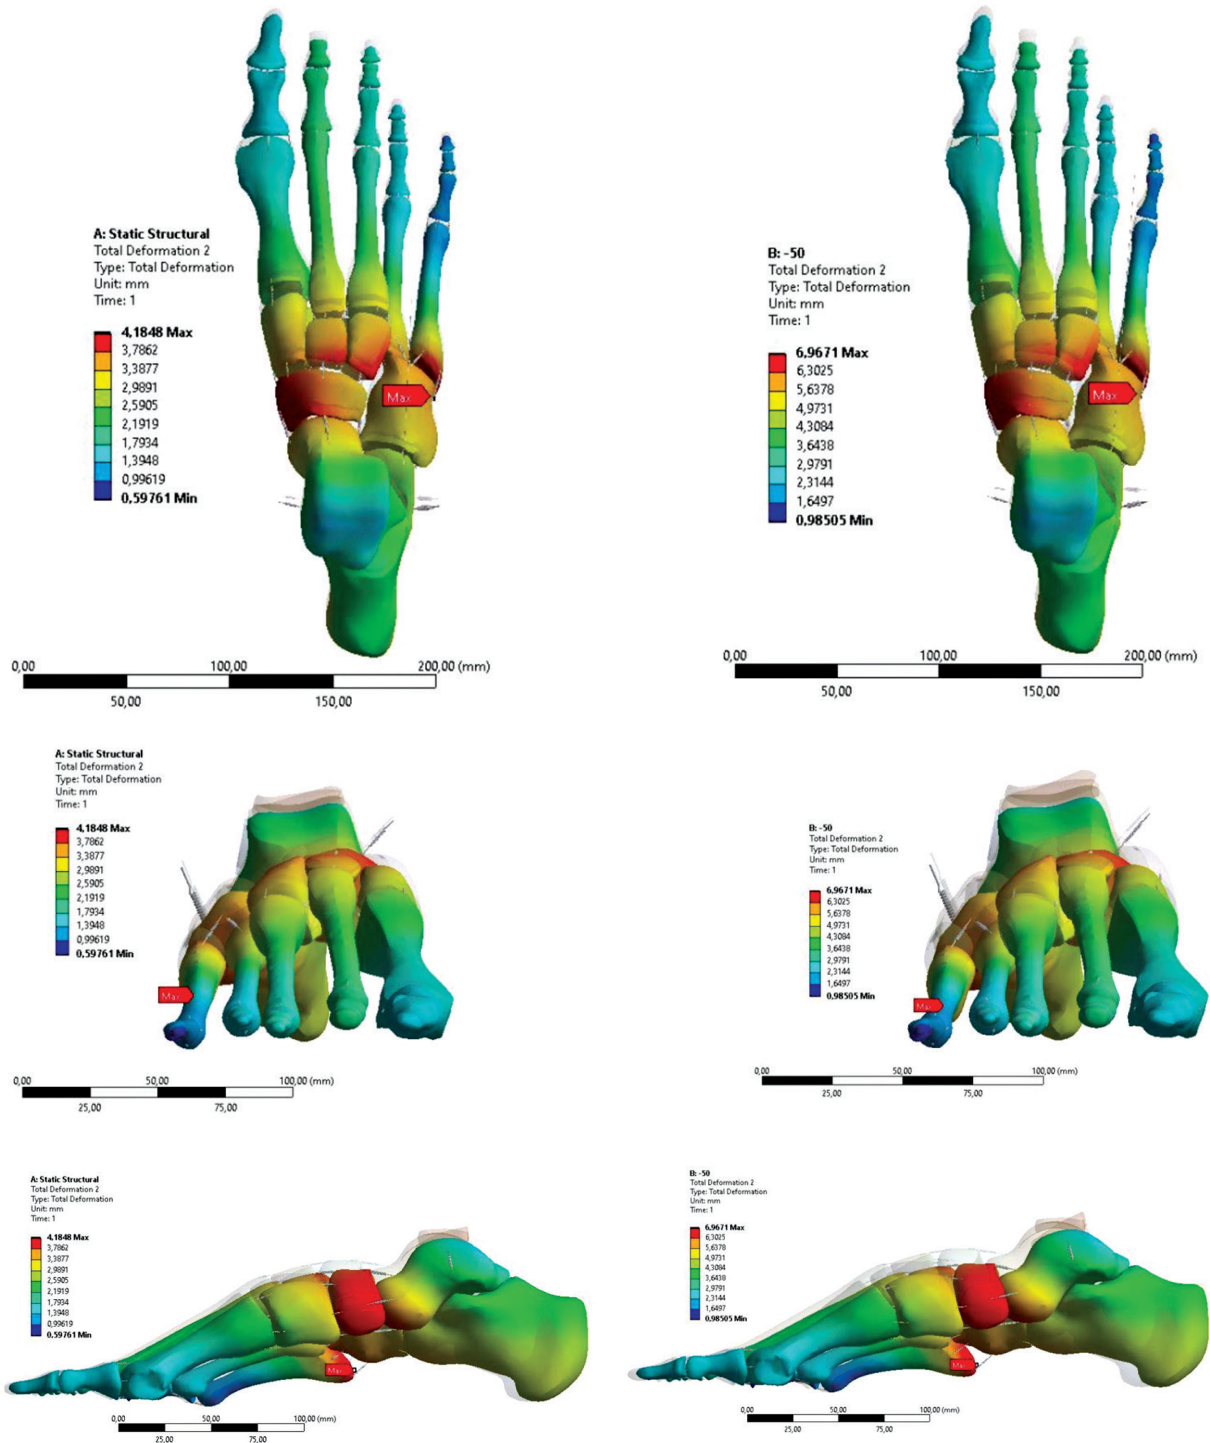 A: Static Structural
Total Deformation 2
Type: Total Deformation
Unit: mm
Time: 1
4,1848 Max
3,7862
3,3877
2,9891
2,5905
2,1919
1,7934
1,3948
0,99619
0,59761 Min
Max
0,00
100,00
200,00 (mm)
50,00
150,00
B: -50
Total Deformation 2
Type: Total Deformation
Unit: mm
Time: 1
6,9671 Max
6,3025
5,6378
4,9731
4,3084
3,6438
2,9791
2,3144
1,6497
0,98505 Min
Max
0,00
100,00
200,00 (mm)
50,00
150,00
A: Static Structural
Total Deformation 2
Type: Total Deformation
Unit: mm
Time: 1
4,1848 Max
3,7862
3,3877
2,9891
2,5905
2,1919
1,7934
1,3948
0,99619
0,59761 Min
Max
0,00
50,00
100,00 (mm)
25,00
75,00
B: -50
Total Deformation 2
Type: Total Deformation
Unit: mm
Time: 1
6,9671 Max
6,3025
5,6378
4,9731
4,3084
3,6438
2,9791
2,3144
1,6497
0,98505 Min
Max
0,00
50,00
100,00 (mm)
25,00
75,00
A: Static Structural
Total Deformation 2
Type: Total Deformation
Unit: mm
Time: 1
4,1848 Max
3,7862
3,3877
2,9891
2,5905
2,1919
1,7934
1,3948
0,99619
0,59761 Min
Max
0,00
50,00
100,00 (mm)
25,00
75,00
B: -50
Total Deformation 2
Type: Total Deformation
Unit: mm
Time: 1
6,9671 Max
6,3025
5,6378
4,9731
4,3084
3,6438
2,9791
2,3144
1,6497
0,98505 Min
Max
0,00
50,00
100,00 (mm)
25,00
75,00